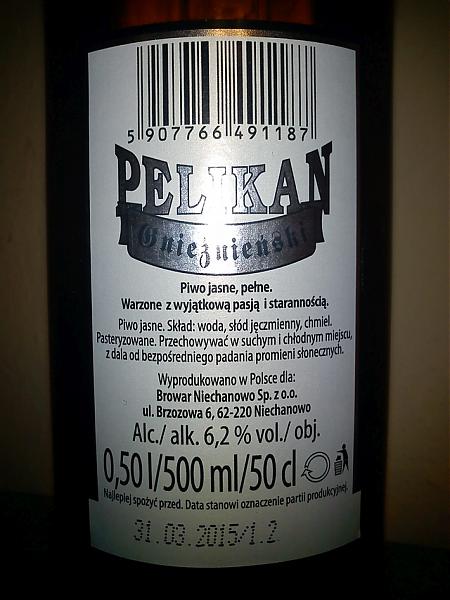 5 907766 491187
PELIKAN
Gnieźnieński
Piwo jasne, pełne.
Warzone z wyjątkową pasją i starannością.
Piwo jasne. Skład: woda, słód jęczmienny, chmiel.
Pasteryzowane. Przechowywać w suchym i chłodnym miejscu,
z dala od bezpośredniego padania promieni słonecznych.
Wyprodukowano w Polsce dla:
Browar Niechanowo Sp. z o.o.
ul. Brzozowa 6, 62-220 Niechanowo
Alc./ alk. 6,2 % vol./ obj.
0,50 l/500 ml/50 cl
Najlepiej spożyć przed. Data stanowi oznaczenie partii produkcyjnej.
31.03.2015/1.2